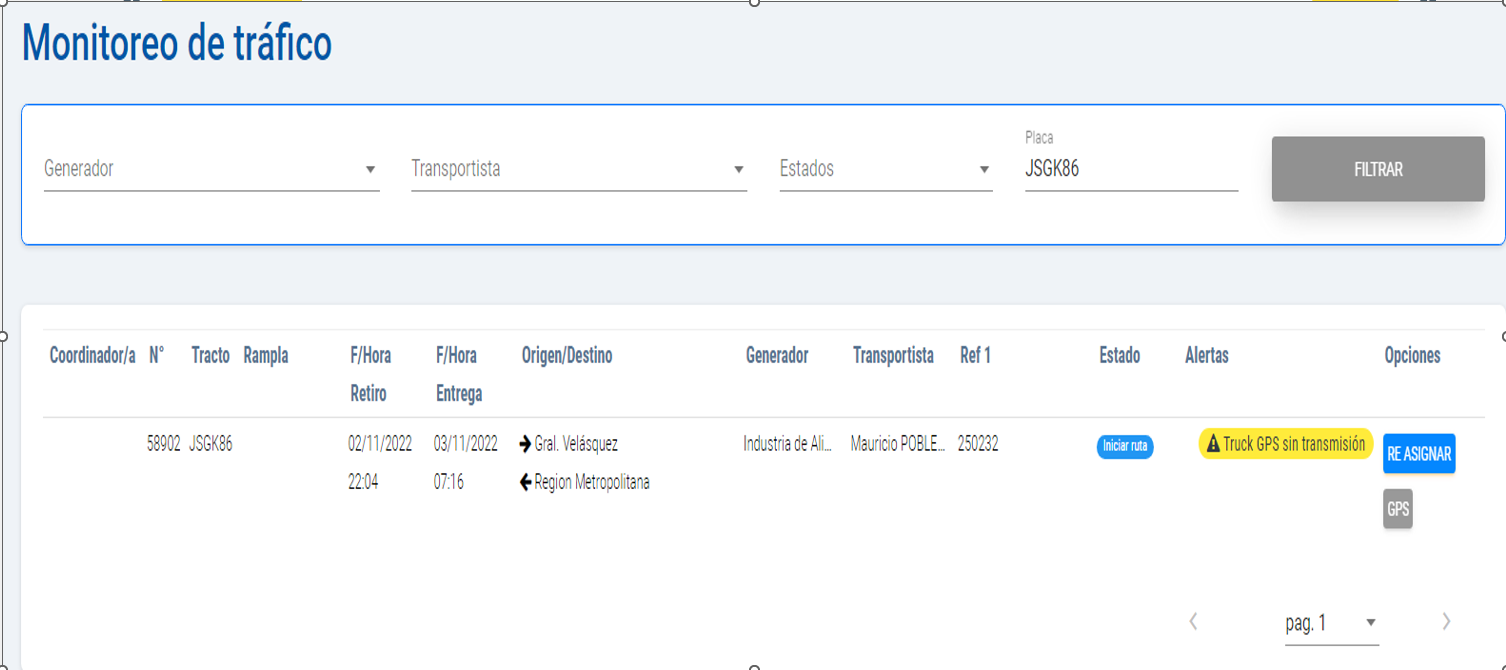 Monitoreo de tráfico
Placa
Generador Transportista Estados JSGK86 FILTRAR
Coordinador/a N° Tracto Rampla F/Hora Retiro F/Hora Entrega Origen/Destino Generador Transportista Ref 1 Estado Alertas Opciones
58902 JSGK86 02/11/2022 03/11/2022 Gral. Velásquez Industria de Ali... Mauricio POBLE... 250232 Iniciar ruta Truck GPS sin transmisión RE ASIGNAR
22:04 07:16 Region Metropolitana
GPS
pag. 1